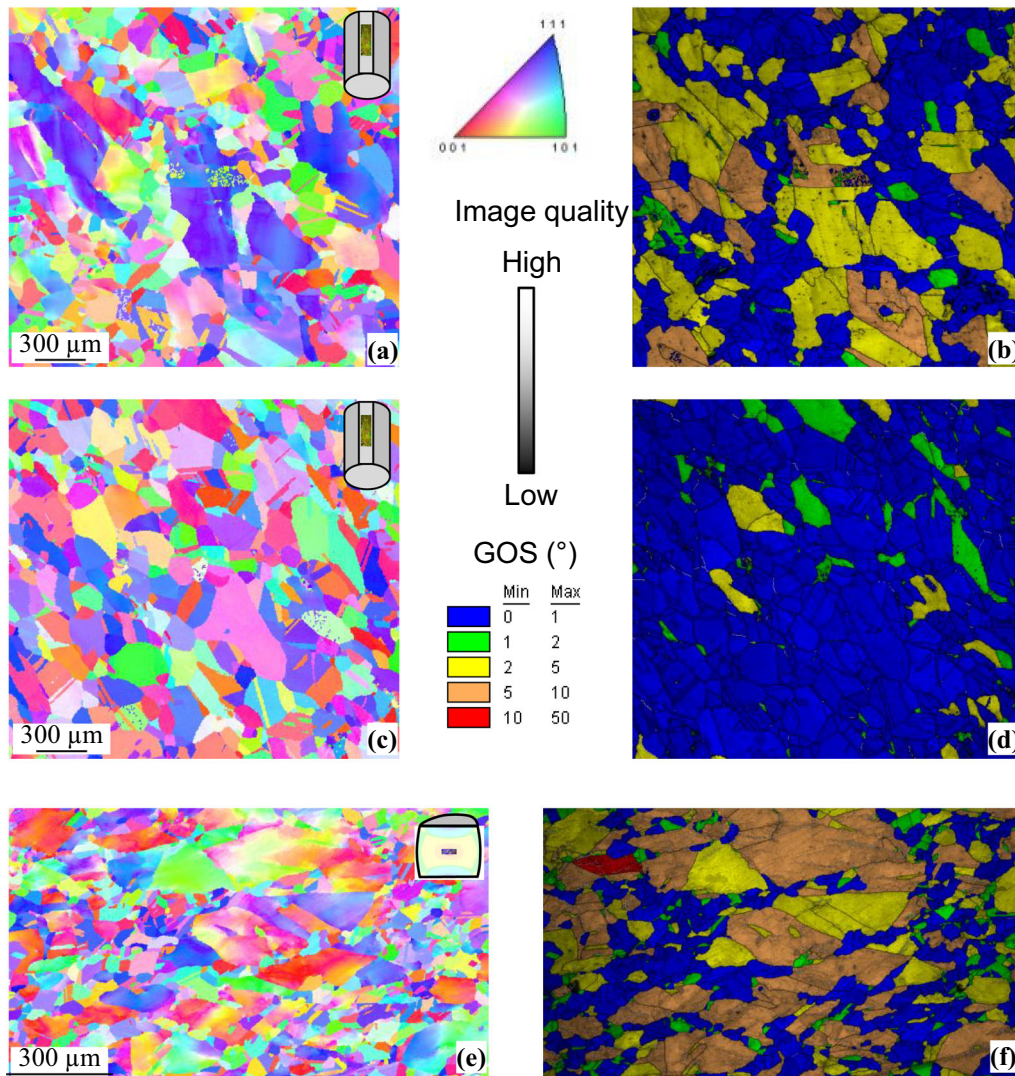 111
001
101
Image quality
High
Low
300 µm
(a)
(b)
GOS (°)
Min Max
0 1
1 2
2 5
5 10
10 50
300 µm
(c)
(d)
300 µm
(e)
(f)